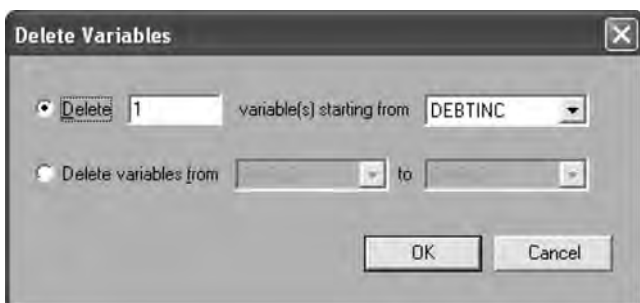 Delete Variables
Delete 1 variable(s) starting from DEBTINC
Delete variables from to
OK Cancel